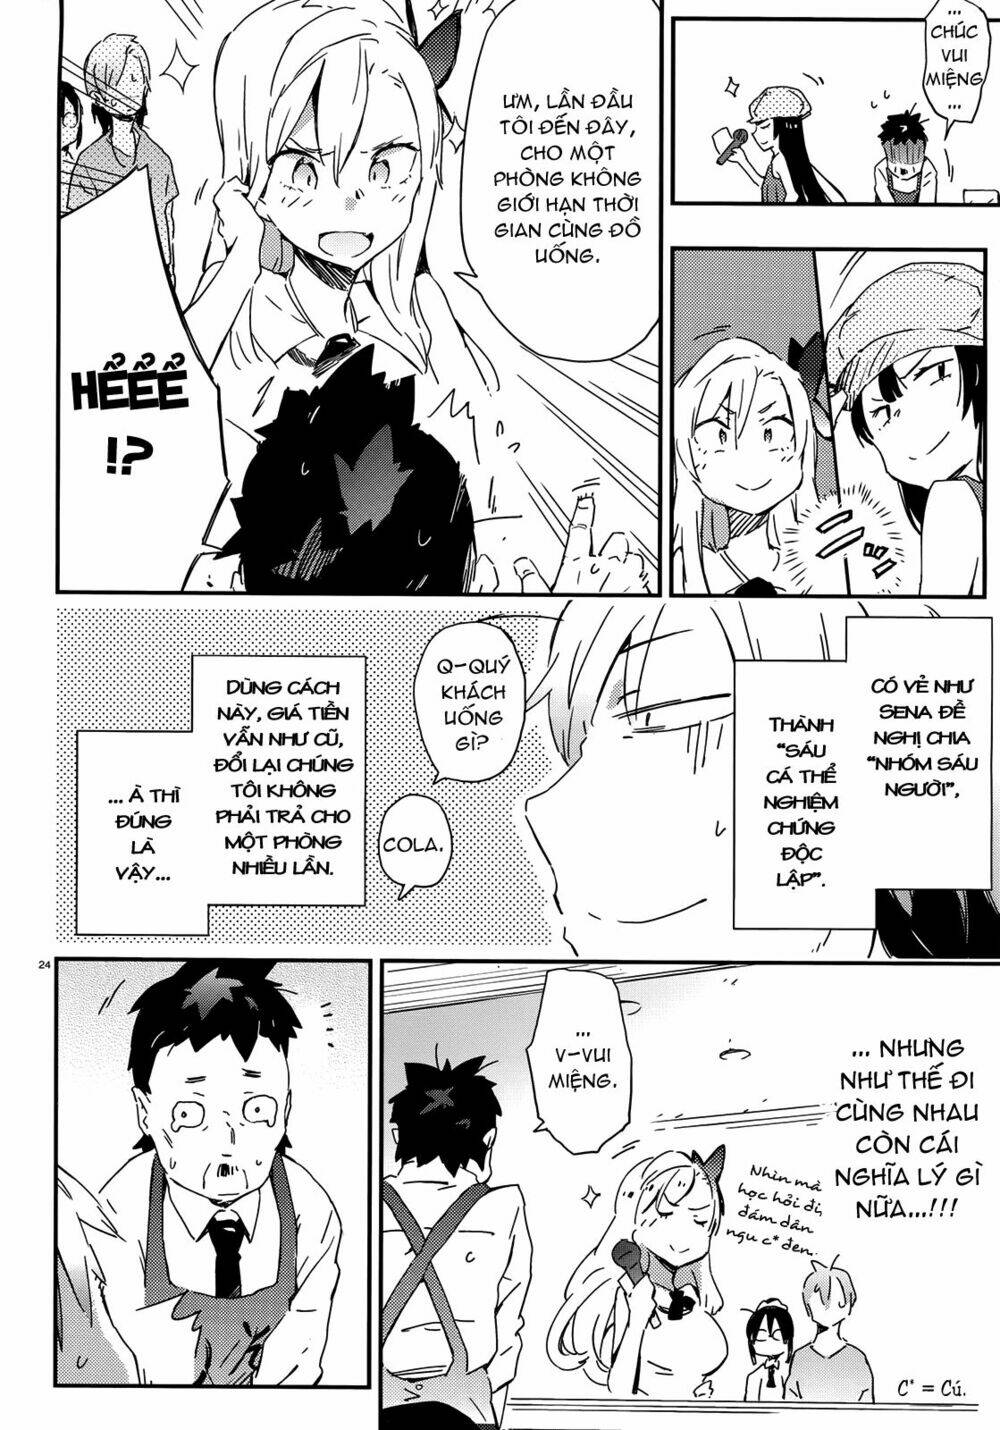 ...
CHÚC
VUI
MIỆNG
...
ƯM, LẦN ĐẦU
TÔI ĐẾN ĐÂY,
CHO MỘT
PHÒNG KHÔNG
GIỚI HẠN THỜI
GIAN CÙNG ĐỒ
UỐNG.
HỂỂỂ
!?
CÓ VẺ NHƯ
SENA ĐỀ
NGHỊ CHIA
“NHÓM SÁU
NGƯỜI”,
THÀNH
“SÁU
CÁ THỂ
NGHIỆM
CHỨNG
ĐỘC
LẬP”.
Q-QUÝ
KHÁCH
UỐNG
GÌ?
COLA.
DÙNG CÁCH
NÀY, GIÁ TIỀN
VẪN NHƯ CŨ,
ĐỔI LẠI CHÚNG
TÔI KHÔNG
PHẢI TRẢ CHO
MỘT PHÒNG
NHIỀU LẦN.
... À THÌ
ĐÚNG
LÀ
VẬY...
24
...
V-VUI
MIỆNG.
... NHƯNG
NHƯ THẾ ĐI
CÙNG NHAU
CÒN CÁI
NGHĨA LÝ GÌ
NỮA...!!!
Nhìn mà
học hỏi đi,
đám dân
ngu c* đen.
C* = Cú.